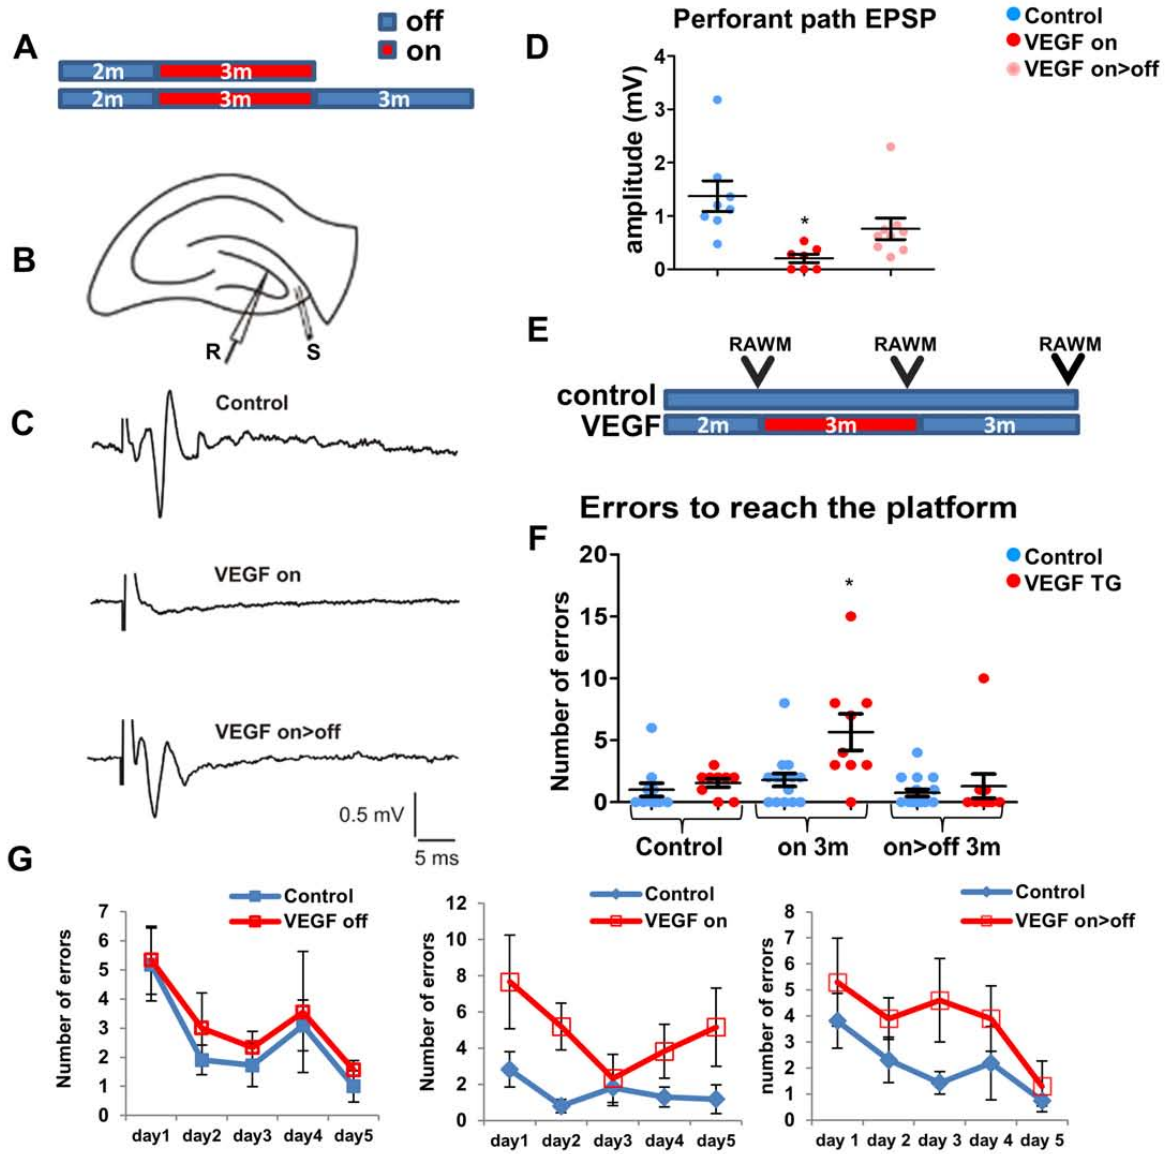 A
off
on
2m 3m
2m 3m 3m
B
R S
C
Control
VEGF on
VEGF on>off
0.5 mV
5 ms
D
Perforant path EPSP
Control
VEGF on
VEGF on>off
amplitude (mV)
4
3
2
1
0
*
E
RAWM RAWM RAWM
control
VEGF 2m 3m 3m
Errors to reach the platform
F
Control
VEGF TG
Number of errors
20
15
10
5
0
*
Control on 3m on>off 3m
G
Control
VEGF off
Number of errors
7
6
5
4
3
2
1
0
day1 day2 day3 day4 day5
Control
VEGF on
Number of errors
12
10
8
6
4
2
0
day1 day2 day3 day4 day5
Control
VEGF on>off
number of errors
8
7
6
5
4
3
2
1
0
day 1 day 2 day 3 day 4 day 5